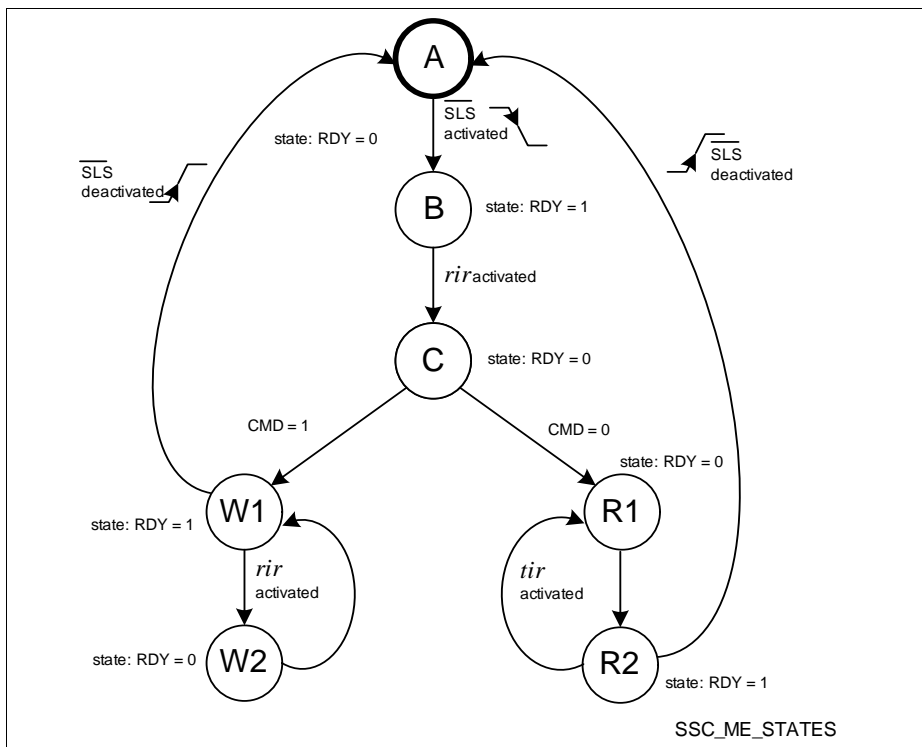 A
SLS
activated
state: RDY = 0
SLS
deactivated
SLS
deactivated
B
state: RDY = 1
rir activated
C
state: RDY = 0
CMD = 1
CMD = 0
state: RDY = 0
W1
R1
state: RDY = 1
rir
activated
tir
activated
W2
state: RDY = 0
R2
state: RDY = 1
SSC_ME_STATES